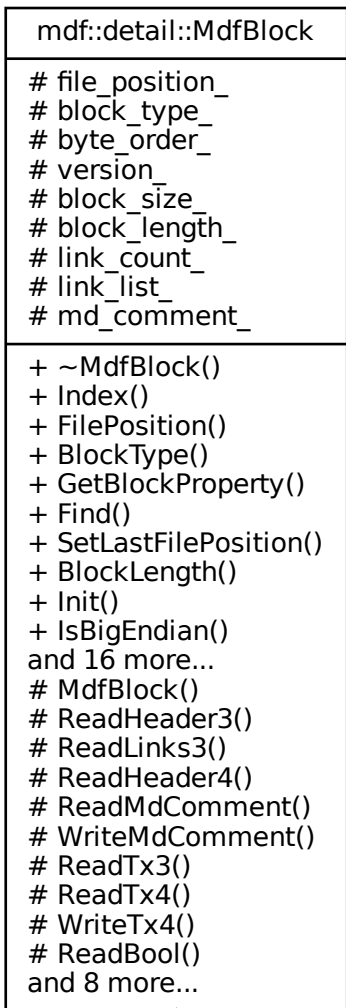 mdf::detail::MdfBlock
# file_position_
# block_type_
# byte_order_
# version_
# block_size_
# block_length_
# link_count_
# link_list_
# md_comment_
+ ~MdfBlock()
+ Index()
+ FilePosition()
+ BlockType()
+ GetBlockProperty()
+ Find()
+ SetLastFilePosition()
+ BlockLength()
+ Init()
+ IsBigEndian()
and 16 more...
# MdfBlock()
# ReadHeader3()
# ReadLinks3()
# ReadHeader4()
# ReadMdComment()
# WriteMdComment()
# ReadTx3()
# ReadTx4()
# WriteTx4()
# ReadBool()
and 8 more...